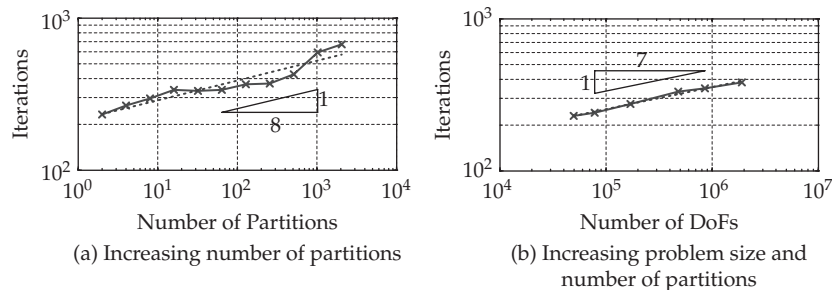 10^3
Iterations
10^2
1
8
10^0
10^1
10^2
10^3
10^4
Number of Partitions
(a) Increasing number of partitions
10^3
Iterations
10^2
7
1
10^4
10^5
10^6
10^7
Number of DoFs
(b) Increasing problem size and
number of partitions